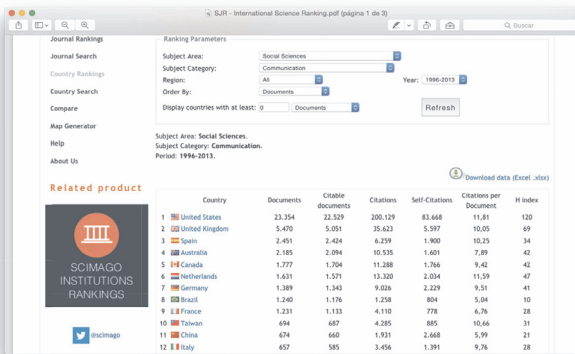 SJR - International Science Ranking.pdf (página 1 de 3)
Q Buscar
Journal Rankings
Journal Search
Country Rankings
Country Search
Compare
Map Generator
Help
About Us
Related product
SCIMAGO
INSTITUTIONS
RANKINGS
@scimago
Ranking Parameters
Subject Area: Social Sciences
Subject Category: Communication
Region: All Year: 1996-2013
Order By: Documents
Display countries with at least: 0 Documents Refresh
Subject Area: Social Sciences.
Subject Category: Communication.
Period: 1996-2013.
Download data (Excel .xlsx)
Country Documents Citable documents Citations Self-Citations Citations per Document H index
1 United States 23.354 22.529 200.129 83.668 11,81 120
2 United Kingdom 5.470 5.051 35.623 5.597 10,05 69
3 Spain 2.451 2.424 6.259 1.900 10,25 34
4 Australia 2.185 2.094 10.535 1.601 7,89 42
5 Canada 1.777 1.704 11.288 1.766 9,42 42
6 Netherlands 1.631 1.571 13.320 2.034 11,59 47
7 Germany 1.389 1.343 9.026 2.229 9,51 41
8 Brazil 1.240 1.176 1.258 804 5,04 10
9 France 1.231 1.133 4.110 778 6,76 28
10 Taiwan 694 687 4.285 885 10,66 31
11 China 674 660 1.931 2.668 5,99 21
12 Italy 657 585 3.456 1.391 9,76 28